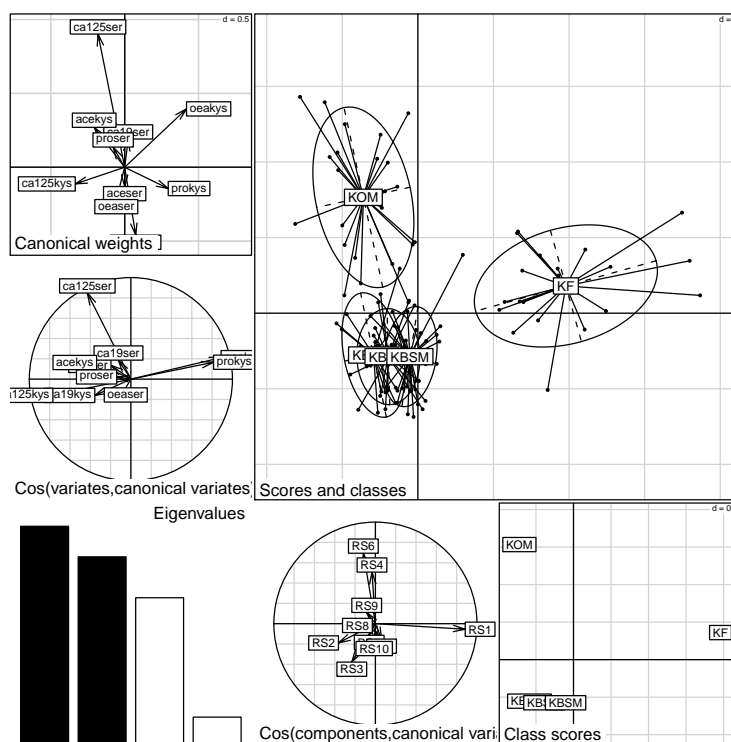 d = 0.5
ca125ser
oeakys
acekys
ca19ser
proser
ca125kys
prokys
aceser
oeaser
Canonical weights
KOM
KF
KBSM
Scores and classes
ca125ser
ca19ser
acekys
proser
prokys
a19kys
oeaser
Cos(variates,canonical variates)
Eigenvalues
RS6
RS4
RS9
RS8
RS1
RS2
RS10
RS3
Cos(components,canonical vari
KOM
KF
KBSM
Class scores